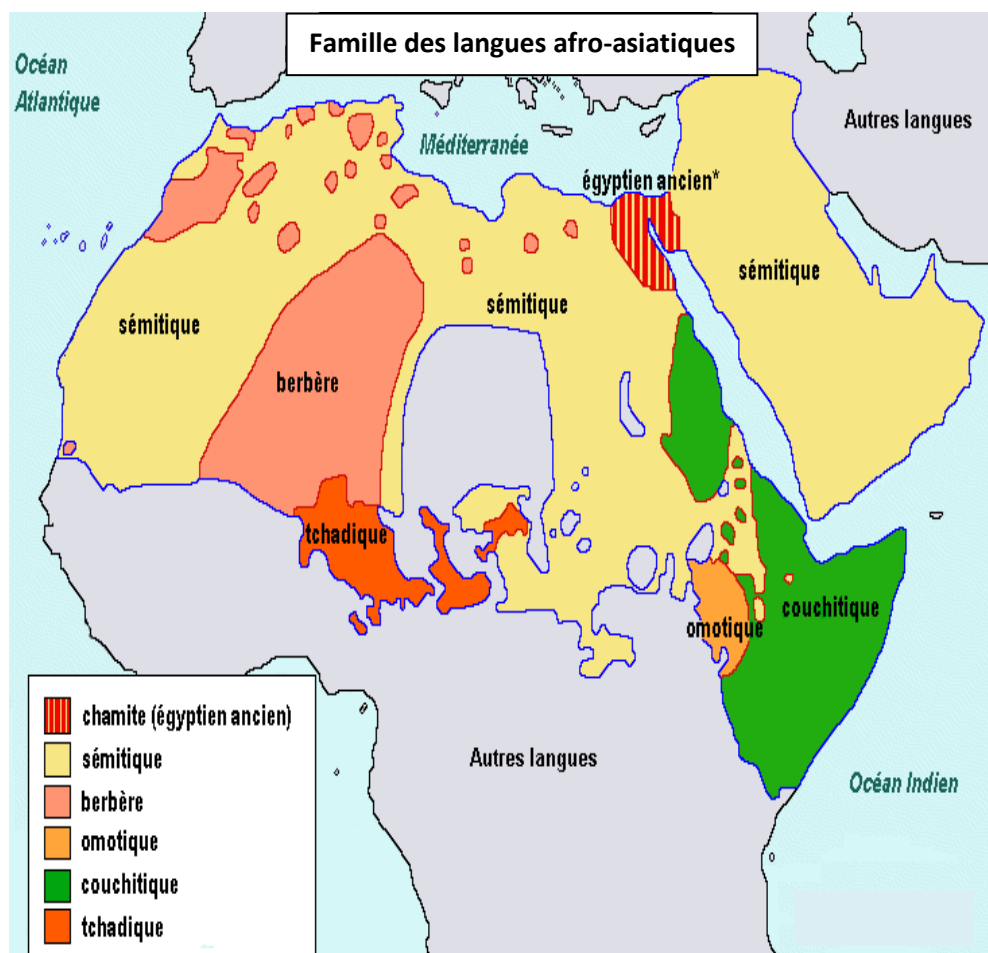 Famille des langues afro-asiatiques
Océan
Atlantique
Autres langues
Méditerranée
égyptien ancien*
sémitique
sémitique
sémitique
berbère
tchadique
couchitique
omotique
chamite (égyptien ancien)
sémitique
berbère
omotique
couchitique
tchadique
Autres langues
Océan Indien